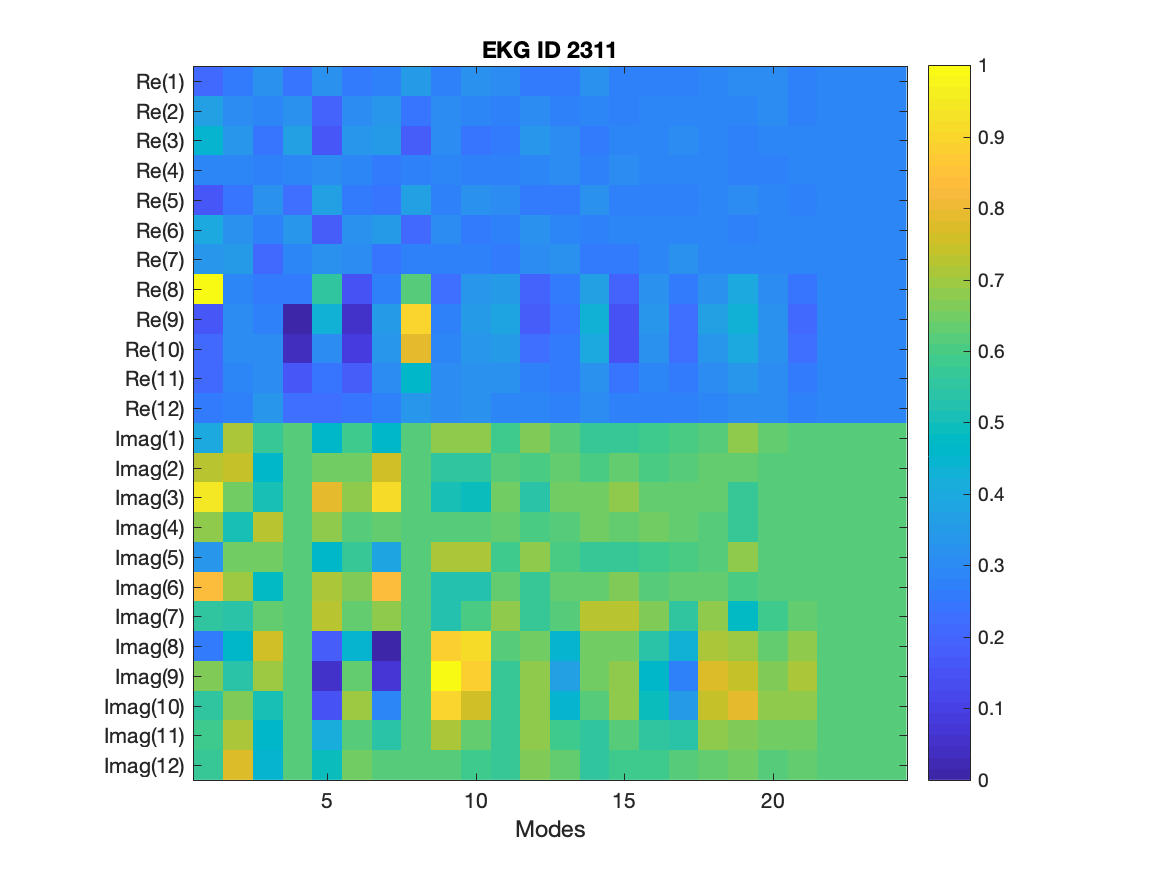 EKG ID 2311
Re(1)
Re(2)
Re(3)
Re(4)
Re(5)
Re(6)
Re(7)
Re(8)
Re(9)
Re(10)
Re(11)
Re(12)
Imag(1)
Imag(2)
Imag(3)
Imag(4)
Imag(5)
Imag(6)
Imag(7)
Imag(8)
Imag(9)
Imag(10)
Imag(11)
Imag(12)
5 10 15 20
Modes
1
0.9
0.8
0.7
0.6
0.5
0.4
0.3
0.2
0.1
0